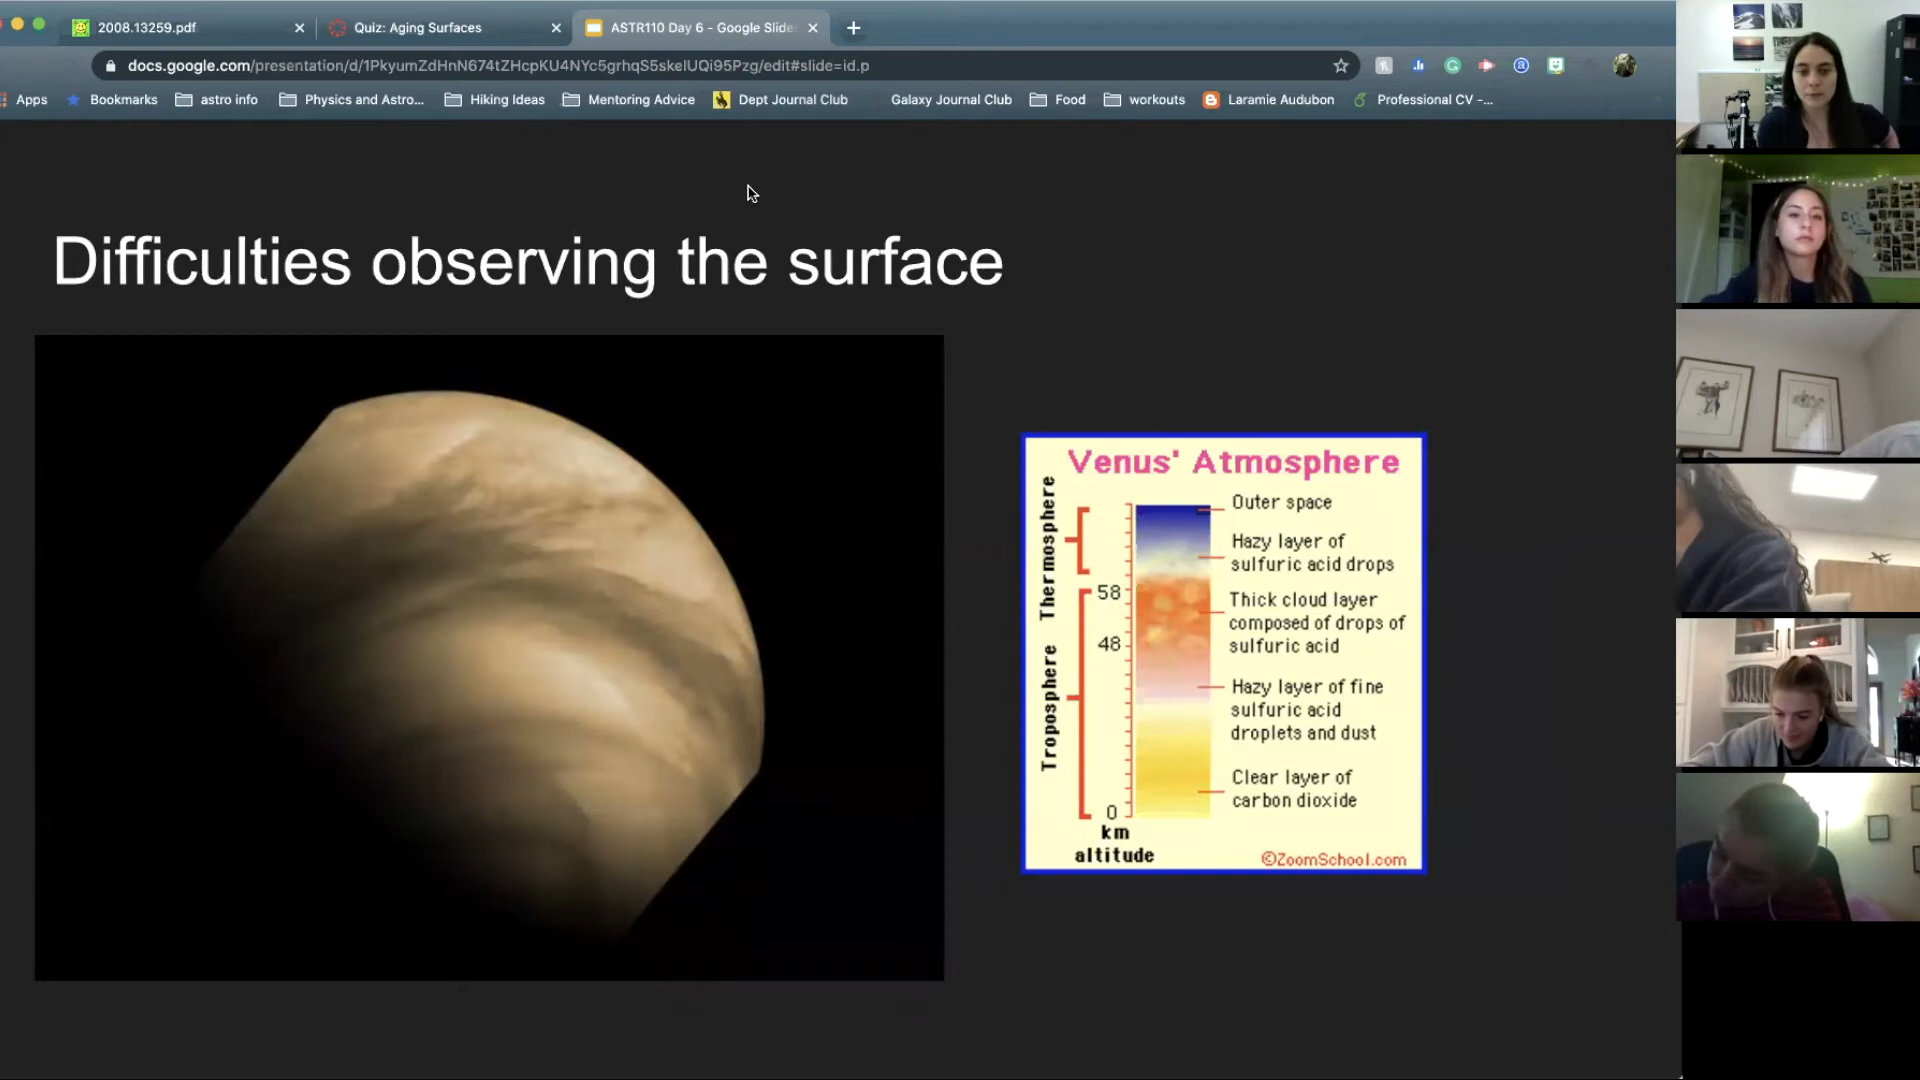 2008.13259.pdf
Quiz: Aging Surfaces
ASTR110 Day 6 - Google Slide
docs.google.com/presentation/d/1PkyumZdHnN674tZHcpKU4NYc5grhqS5skelUQi95Pzg/edit#slide=id.p
Apps Bookmarks astro info Physics and Astro... Hiking Ideas Mentoring Advice Dept Journal Club Galaxy Journal Club Food workouts Laramie Audubon Professional CV -...
Difficulties observing the surface
Venus' Atmosphere
Thermosphere
Troposphere
58
48
0
km
altitude
Outer space
Hazy layer of
sulfuric acid drops
Thick cloud layer
composed of drops of
sulfuric acid
Hazy layer of fine
sulfuric acid
droplets and dust
Clear layer of
carbon dioxide
©ZoomSchool.com